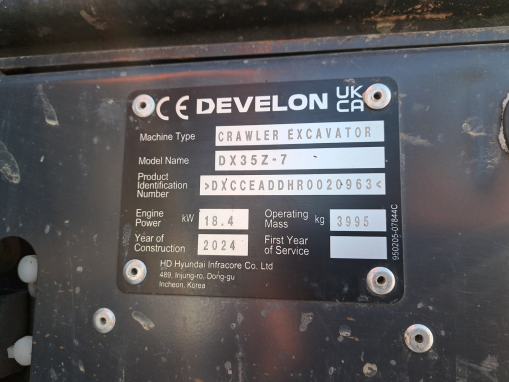 CE DEVELON UK CA
Machine Type CRAWLER EXCAVATOR
Model Name DX35Z-7
Product Identification Number >DXCCEADDHR0020963<
Engine Power kW 18.4 Operating Mass kg 3995
Year of Construction 2024 First Year of Service
HD Hyundai Infracore Co. Ltd
489, Injung-ro, Dong-gu
Incheon, Korea
950205-07844C